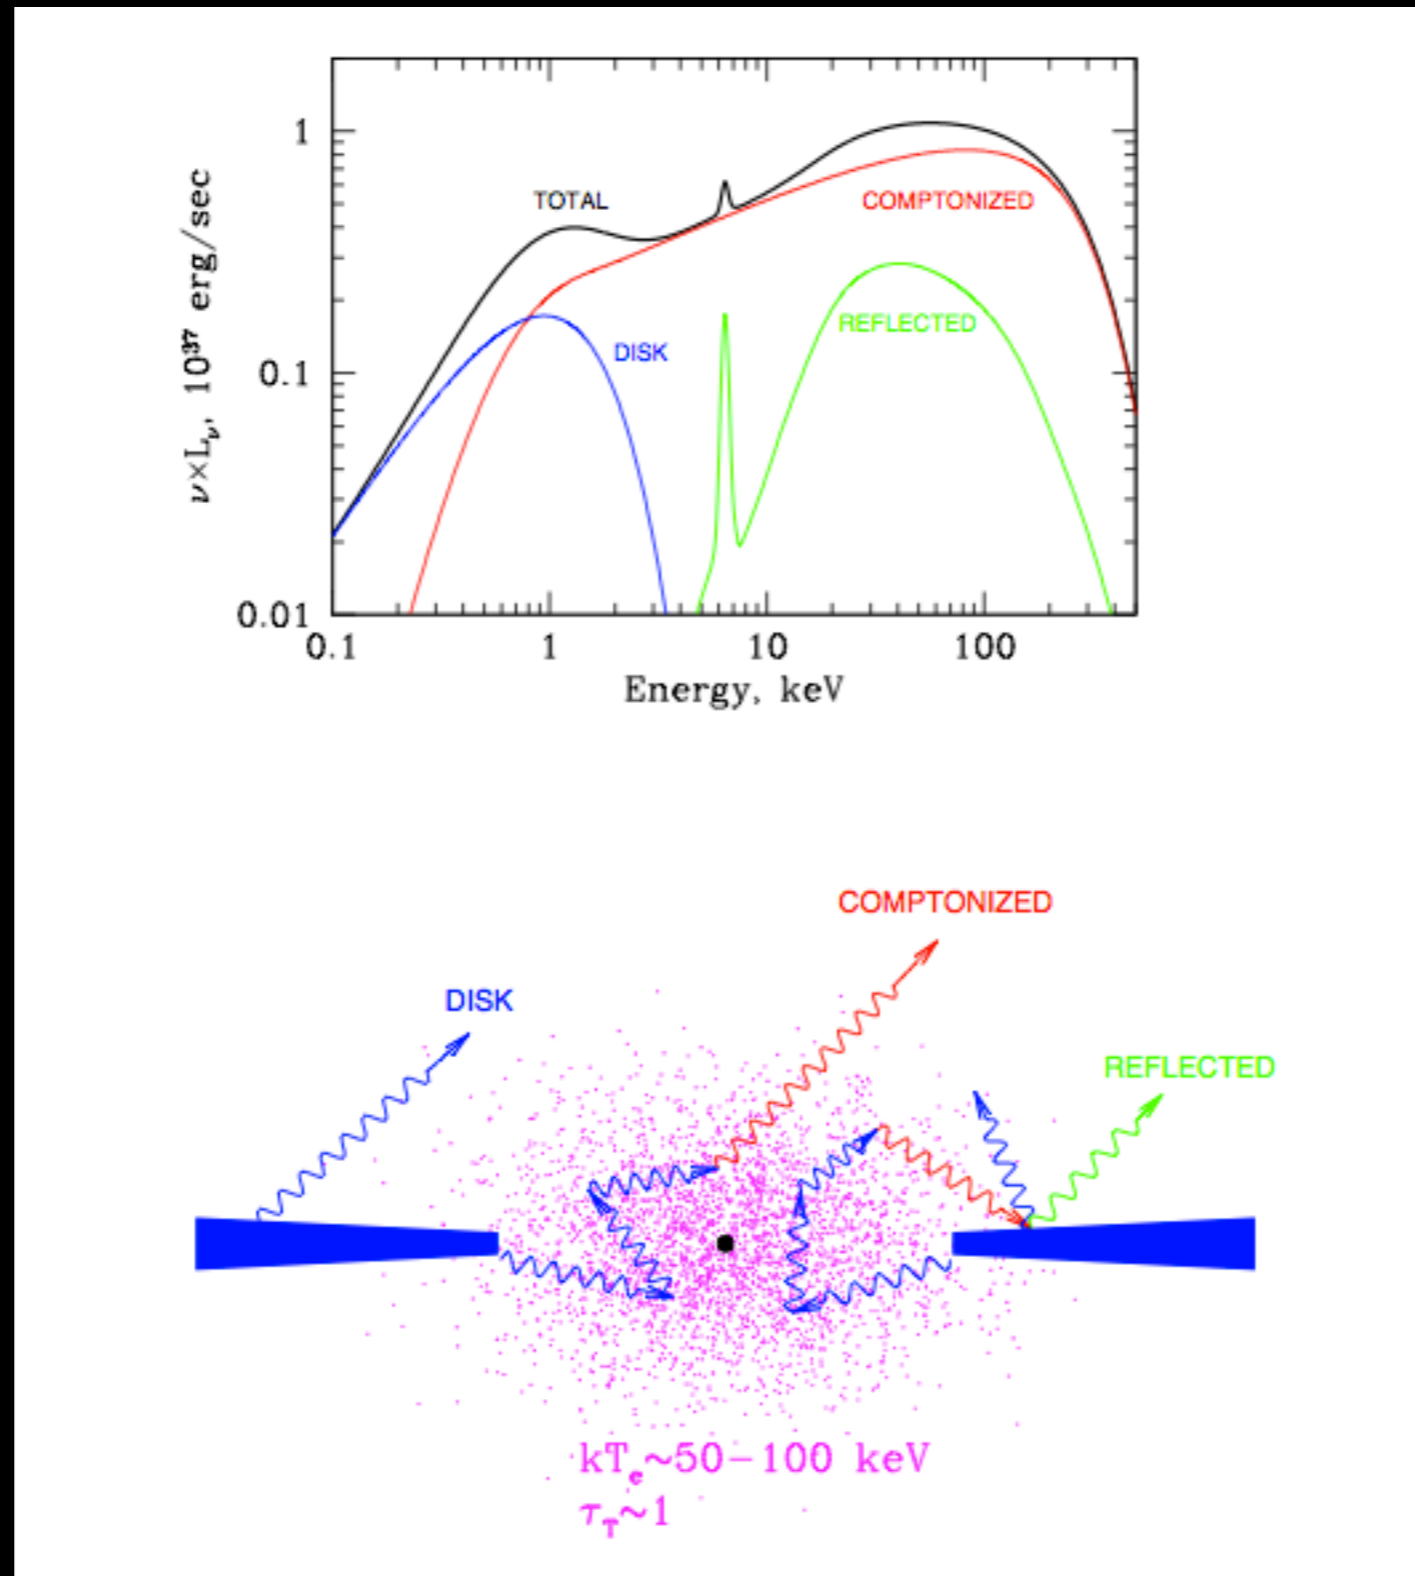 1
0.1
0.01
ν×L_ν, 10^37 erg/sec
TOTAL
COMPTONIZED
REFLECTED
DISK
0.1 1 10 100
Energy, keV
COMPTONIZED
DISK
REFLECTED
kT_e~50−100 keV
τ_T~1